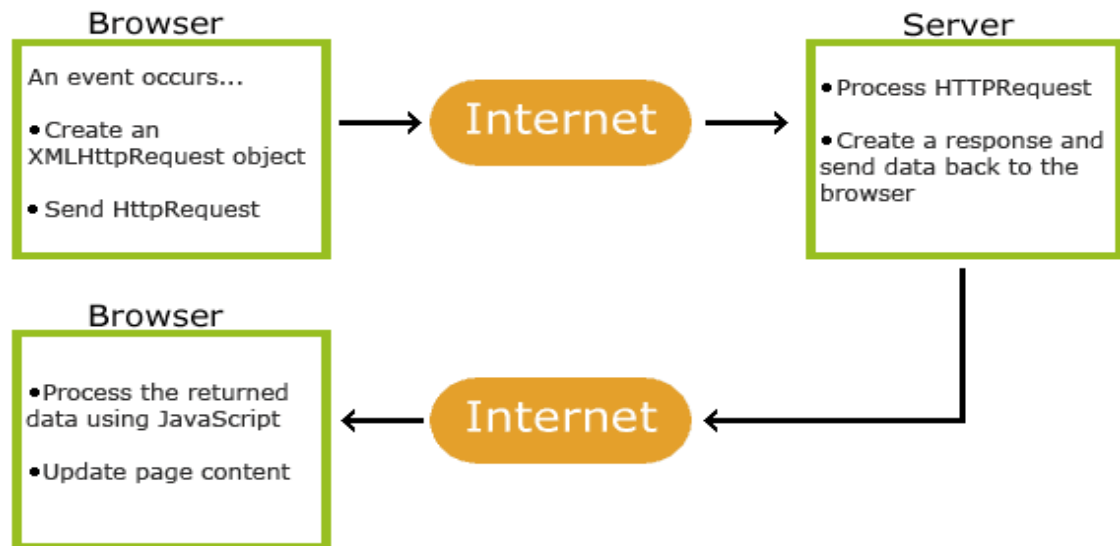 Browser
An event occurs...
•Create an
XMLHttpRequest object
• Send HttpRequest
Internet
Server
•Process HTTPRequest
•Create a response and
send data back to the
browser
Browser
•Process the returned
data using JavaScript
•Update page content
Internet